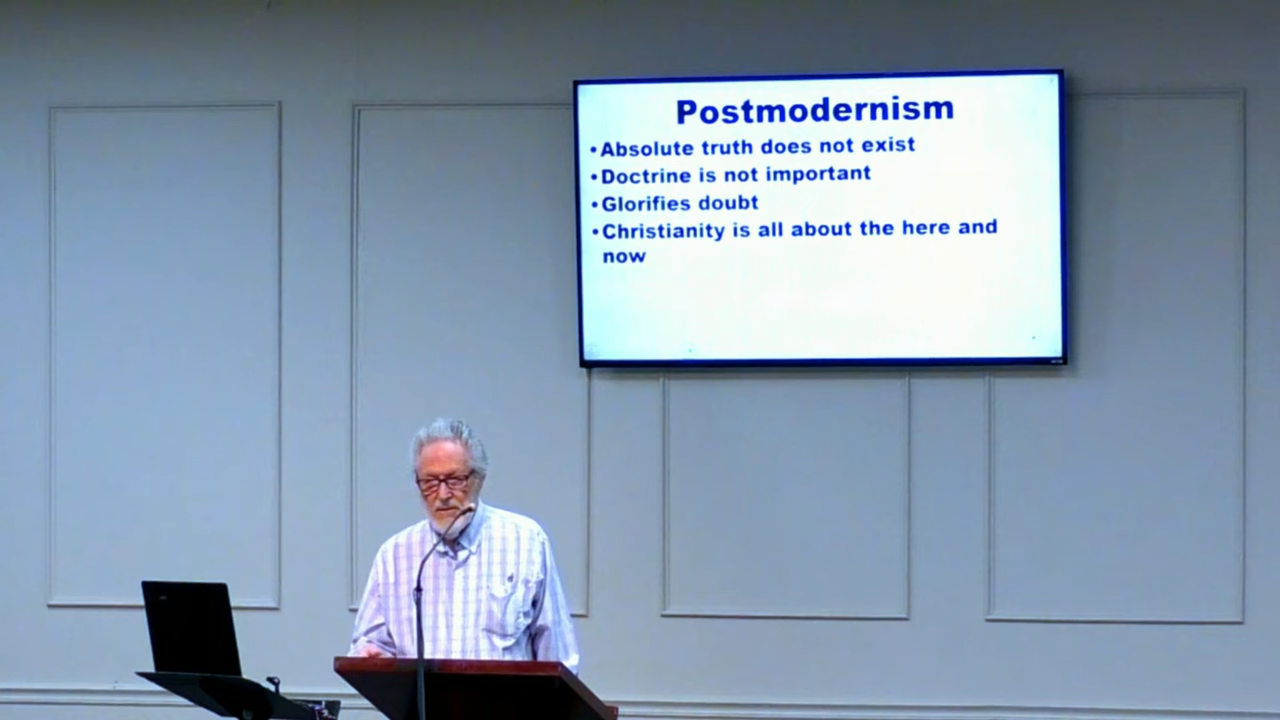 Postmodernism
•Absolute truth does not exist
•Doctrine is not important
•Glorifies doubt
•Christianity is all about the here and
now